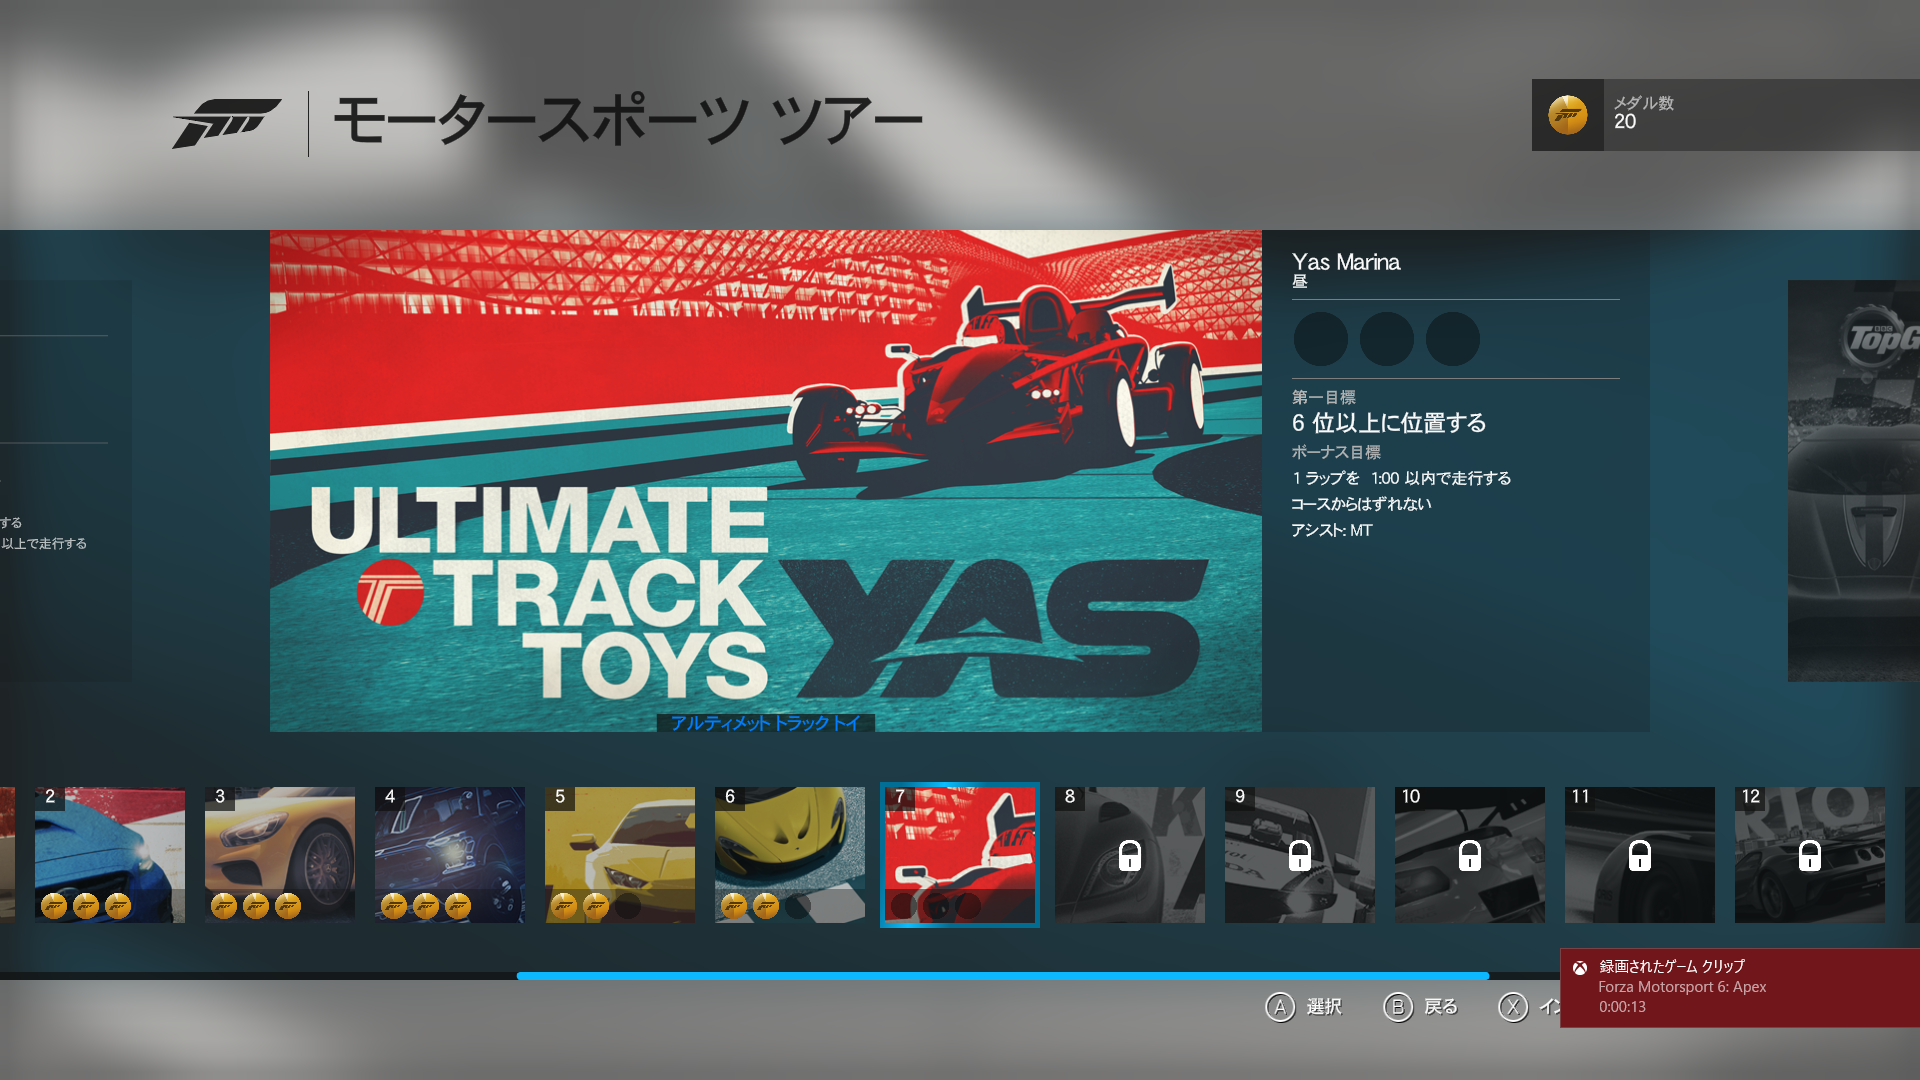 モータースポーツ ツアー
メダル数
20
Yas Marina
昼
第一目標
6 位以上に位置する
ボーナス目標
1 ラップを 1:00 以内で走行する
コースからはずれない
アシスト: MT
する
以上で走行する
ULTIMATE
TRACK
TOYS
YAS
アルティメット トラック トイ
BBC
TopG
2
3
4
5
6
7
8
9
10
11
12
RIO
A 選択
B 戻る
X イン
録画されたゲーム クリップ
Forza Motorsport 6: Apex
0:00:13